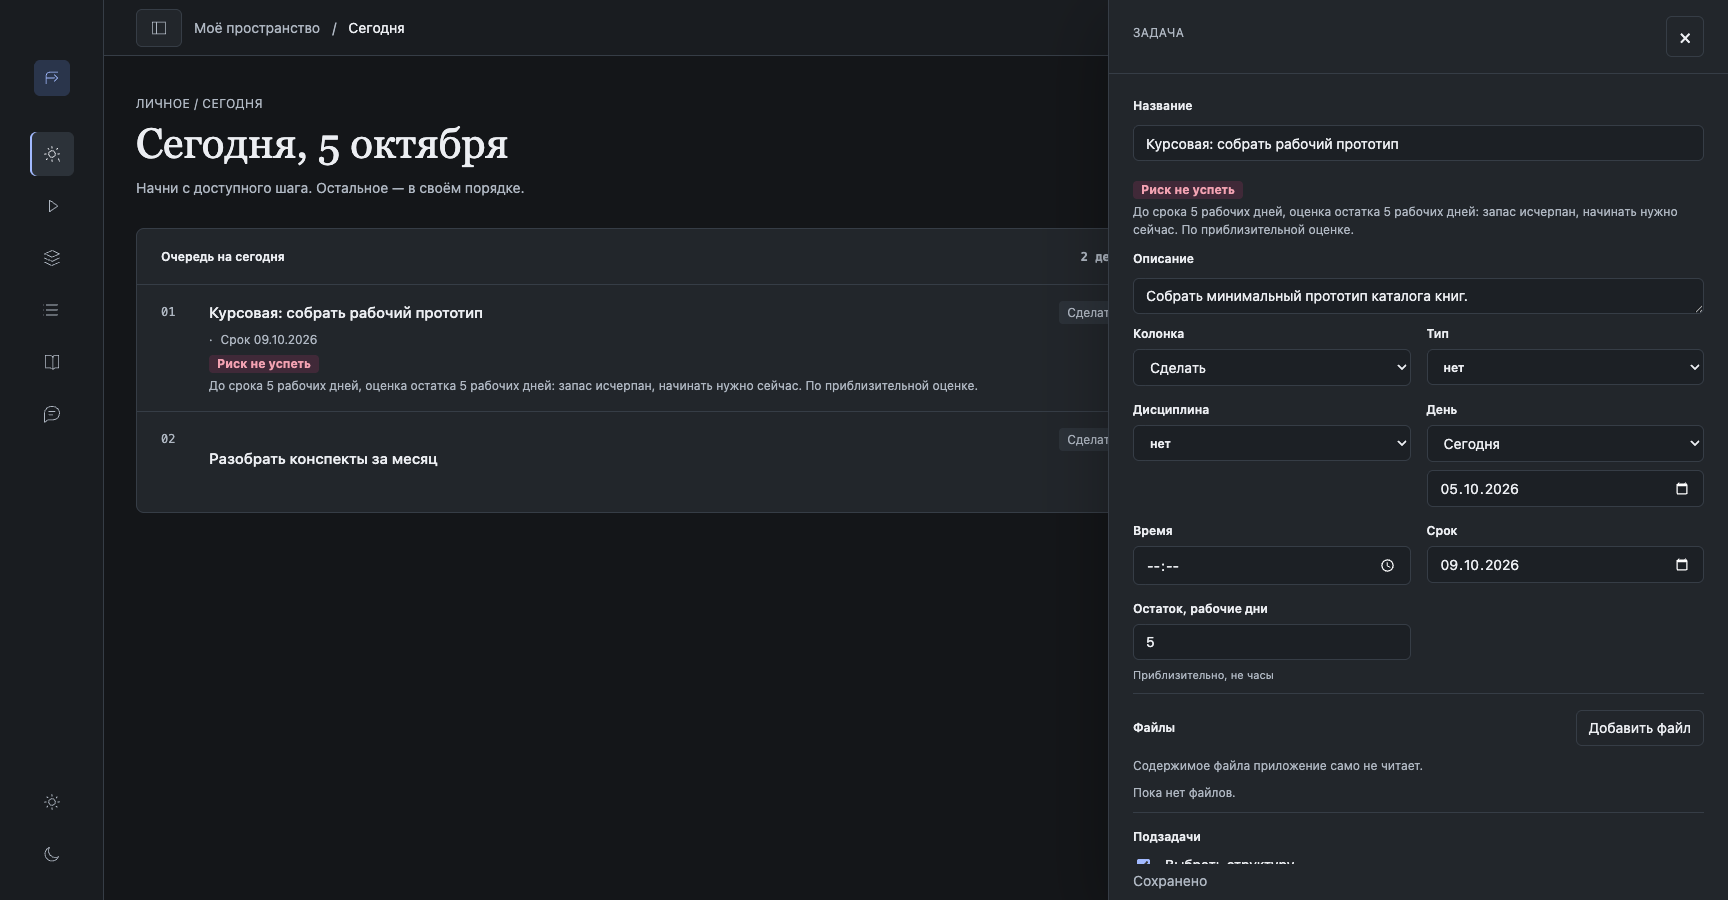 Моё пространство / Сегодня
ЛИЧНОЕ / СЕГОДНЯ
Сегодня, 5 октября
Начни с доступного шага. Остальное — в своём порядке.
Очередь на сегодня
2 де
01
Курсовая: собрать рабочий прототип
Сделат
· Срок 09.10.2026
Риск не успеть
До срока 5 рабочих дней, оценка остатка 5 рабочих дней: запас исчерпан, начинать нужно сейчас. По приблизительной оценке.
02
Сделат
Разобрать конспекты за месяц
ЗАДАЧА
Название
Курсовая: собрать рабочий прототип
Риск не успеть
До срока 5 рабочих дней, оценка остатка 5 рабочих дней: запас исчерпан, начинать нужно
сейчас. По приблизительной оценке.
Описание
Собрать минимальный прототип каталога книг.
Колонка
Тип
Сделать
нет
Дисциплина
День
нет
Сегодня
05.10.2026
Время
Срок
--:--
09.10.2026
Остаток, рабочие дни
5
Приблизительно, не часы
Файлы
Добавить файл
Содержимое файла приложение само не читает.
Пока нет файлов.
Подзадачи
Выбрать структуру
Сохранено